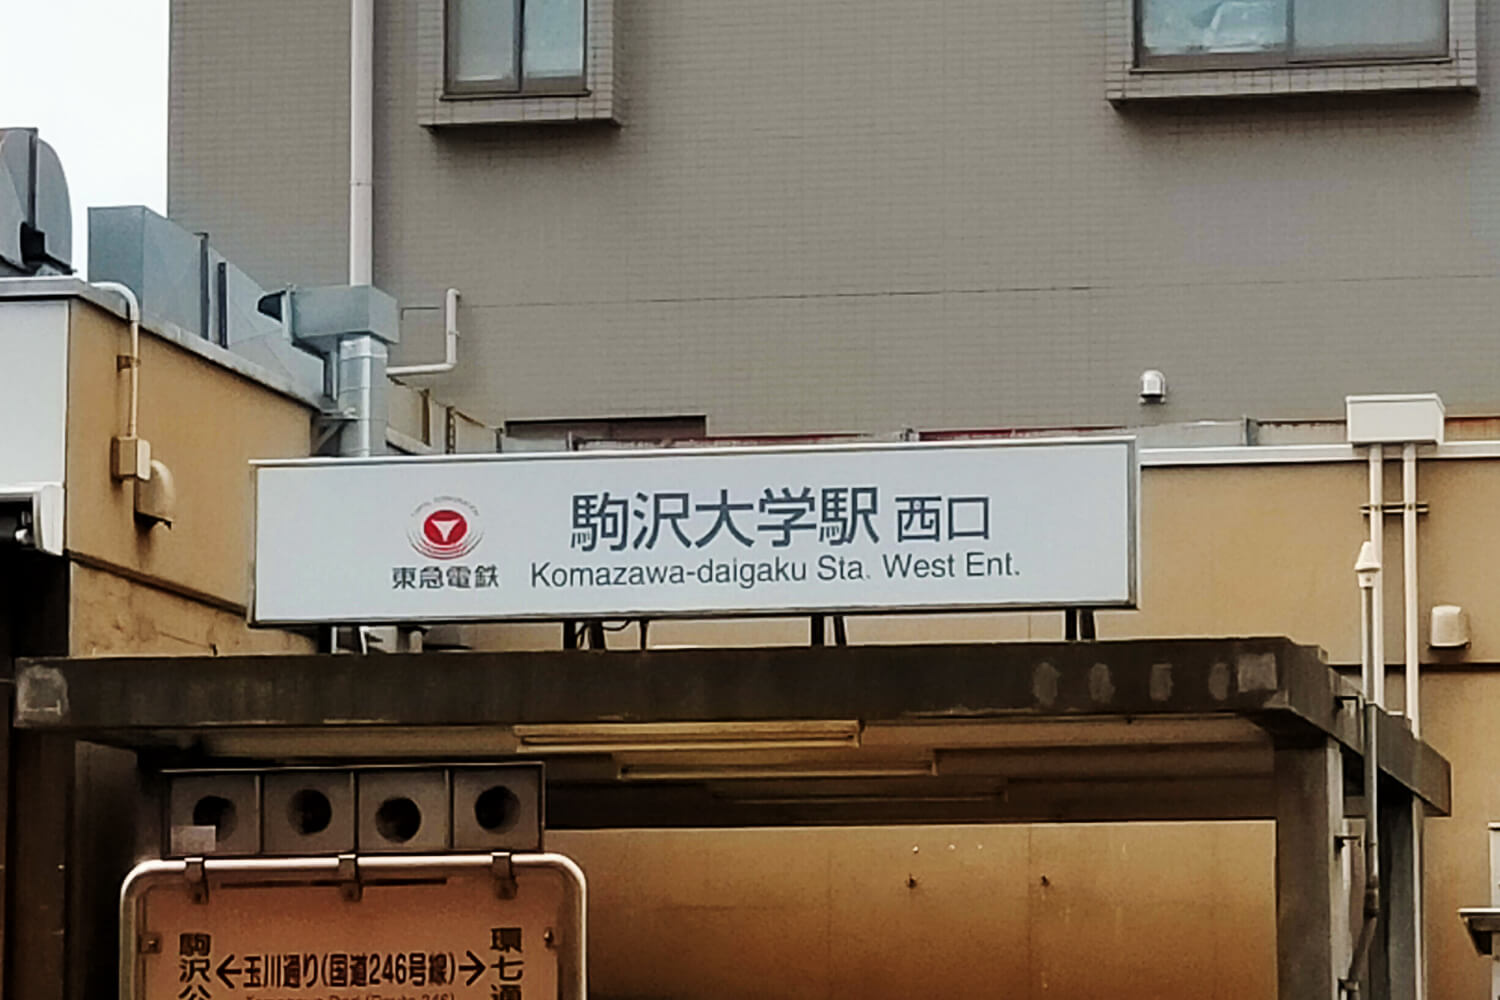 駒沢大学駅 西口
東急電鉄
Komazawa-daigaku Sta. West Ent.
駒沢公
←玉川通り(国道246号線)→
環七通